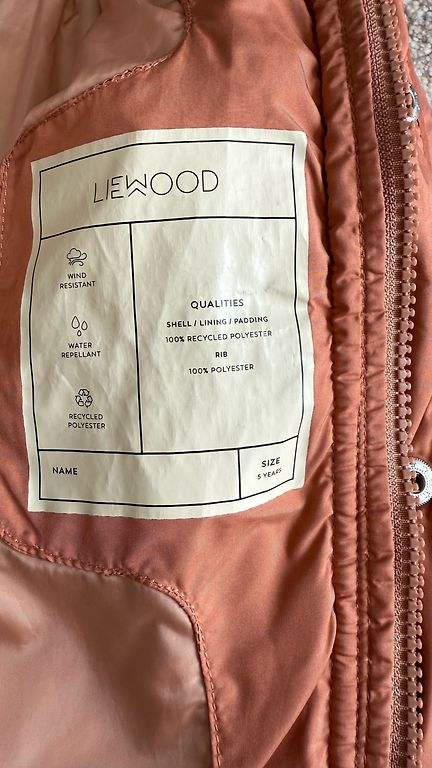 LIEWOOD
WIND
RESISTANT
WATER
REPELLANT
RECYCLED
POLYESTER
QUALITIES
SHELL / LINING / PADDING
100% RECYCLED POLYESTER
RIB
100% POLYESTER
NAME
SIZE
5 YEARS